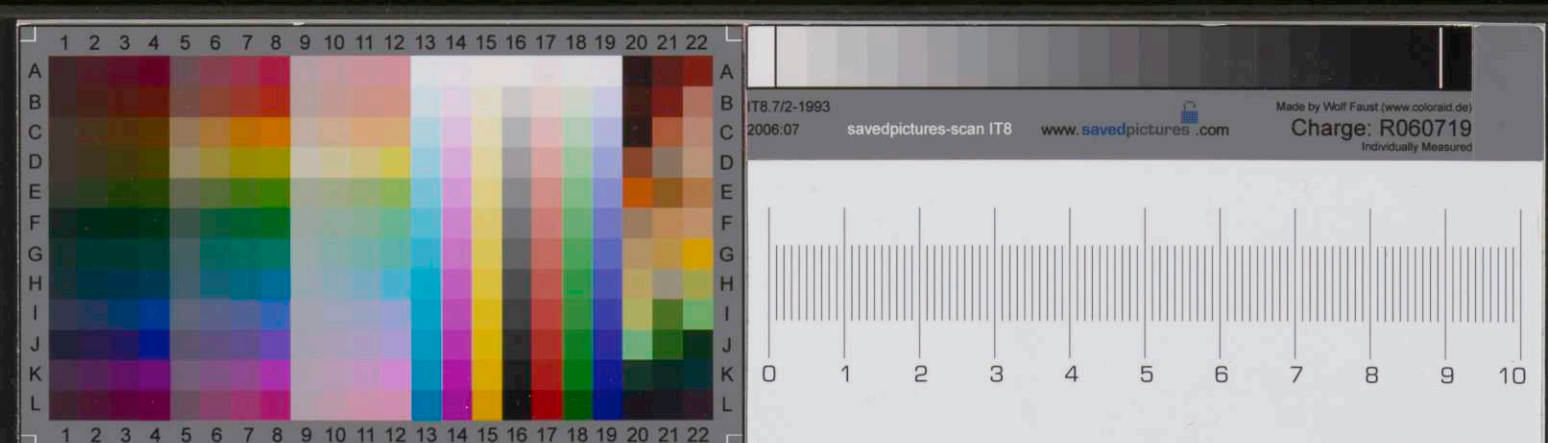 1 2 3 4 5 6 7 8 9 10 11 12 13 14 15 16 17 18 19 20 21 22
A A
B B
C C
D D
E E
F F
G G
H H
I I
J J
K K
L L
1 2 3 4 5 6 7 8 9 10 11 12 13 14 15 16 17 18 19 20 21 22
IT8.7/2-1993
2006:07
savedpictures-scan IT8
www.savedpictures.com
Made by Wolf Faust (www.coloraid.de)
Charge: R060719
Individually Measured
0 1 2 3 4 5 6 7 8 9 10